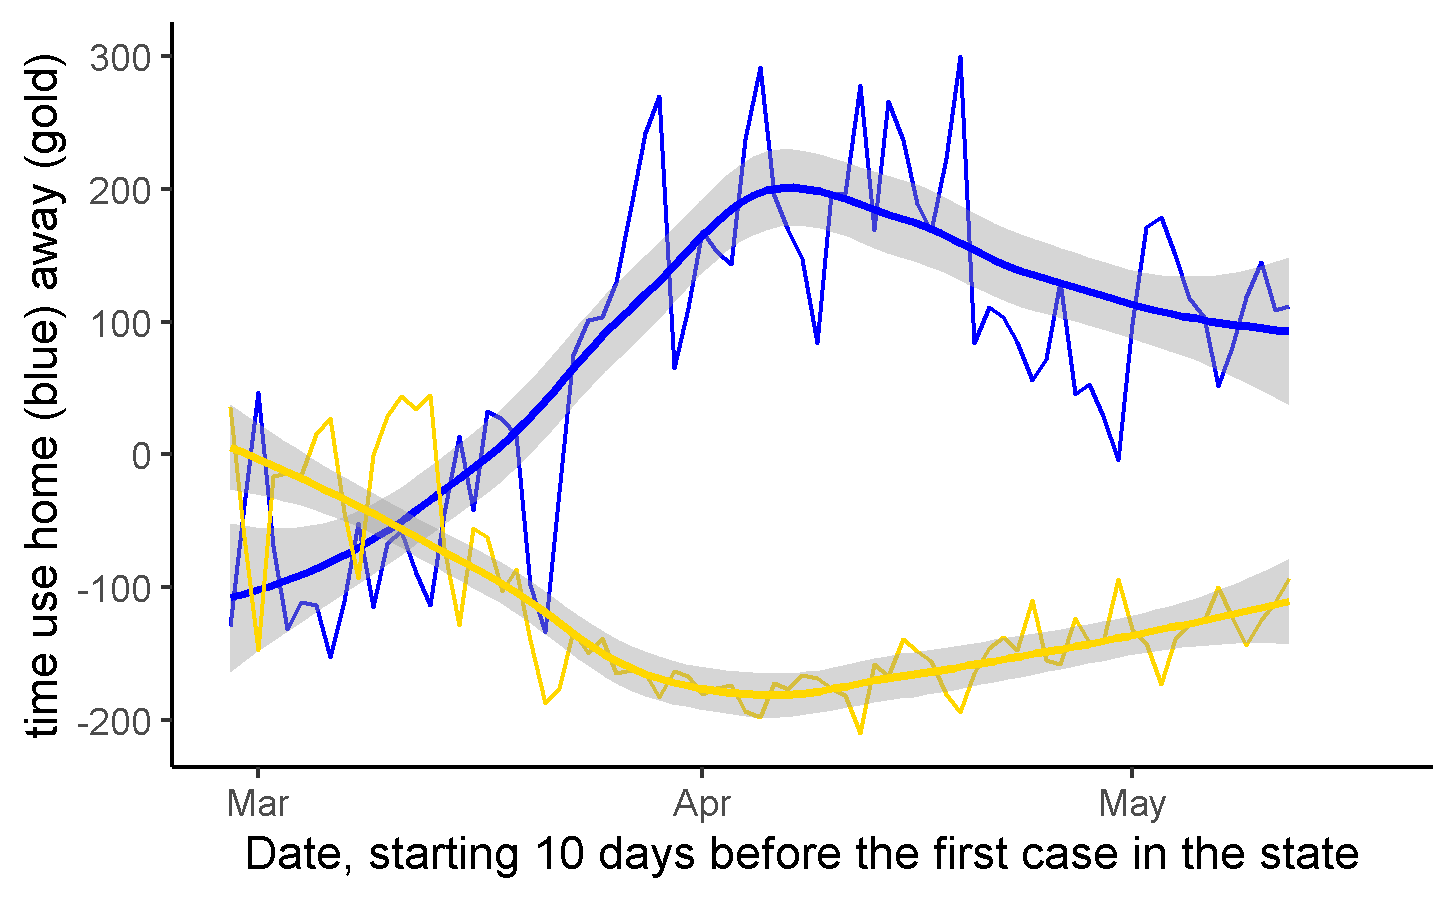 time use home (blue) away (gold)
300
200
100
0
-100
-200
Mar Apr May
Date, starting 10 days before the first case in the state